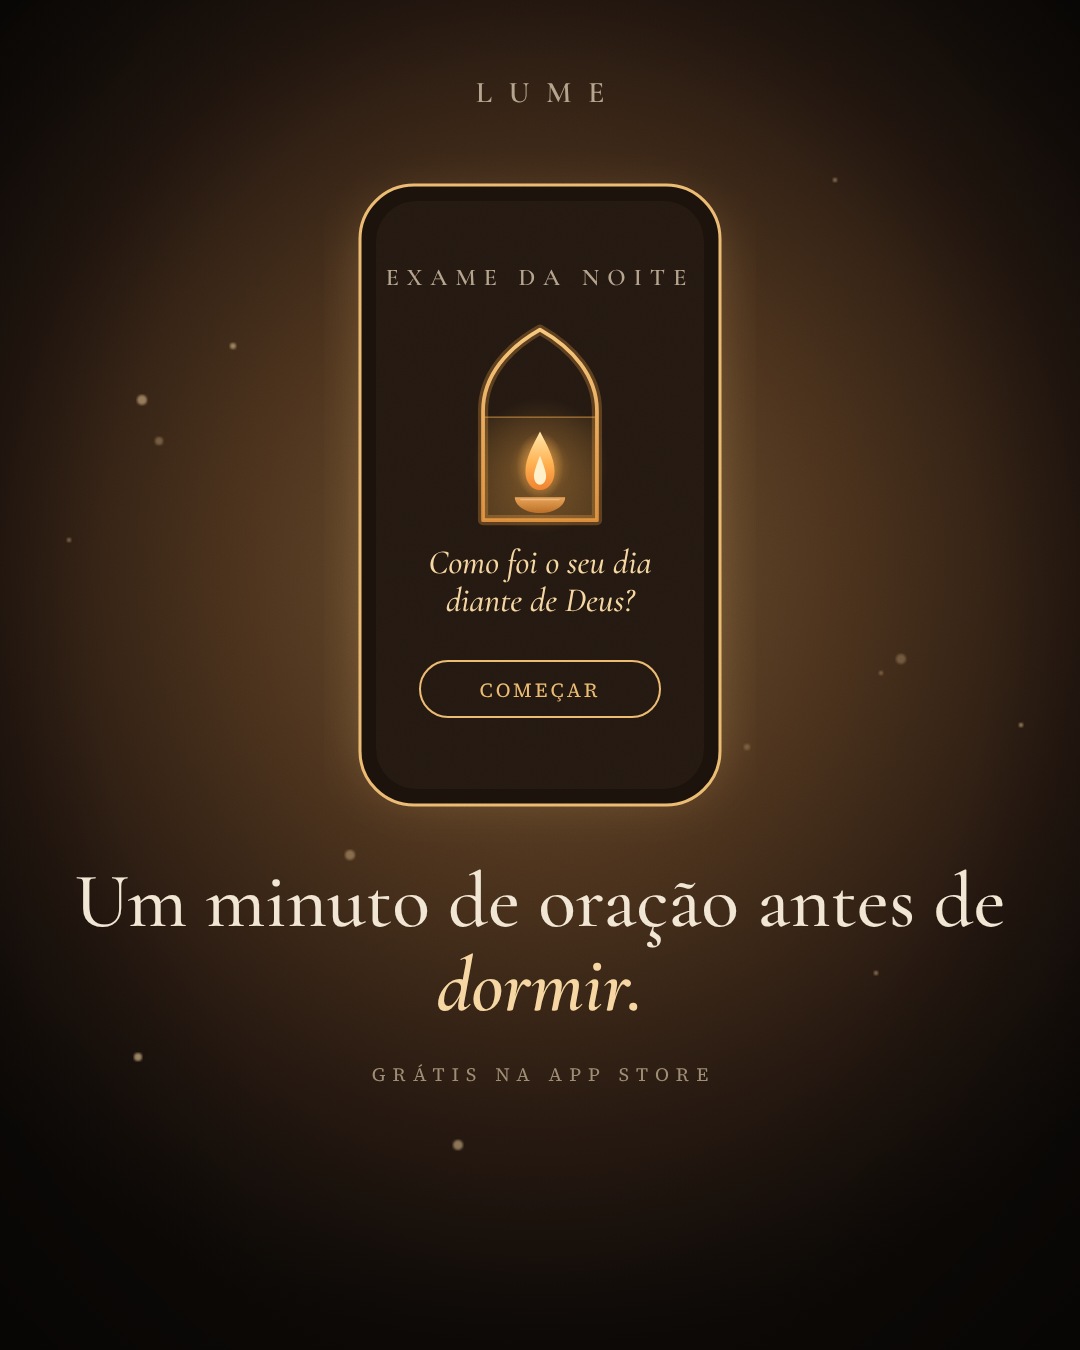 LUME
EXAME DA NOITE
Como foi o seu dia
diante de Deus?
COMEÇAR
Um minuto de oração antes de
dormir.
GRÁTIS NA APP STORE